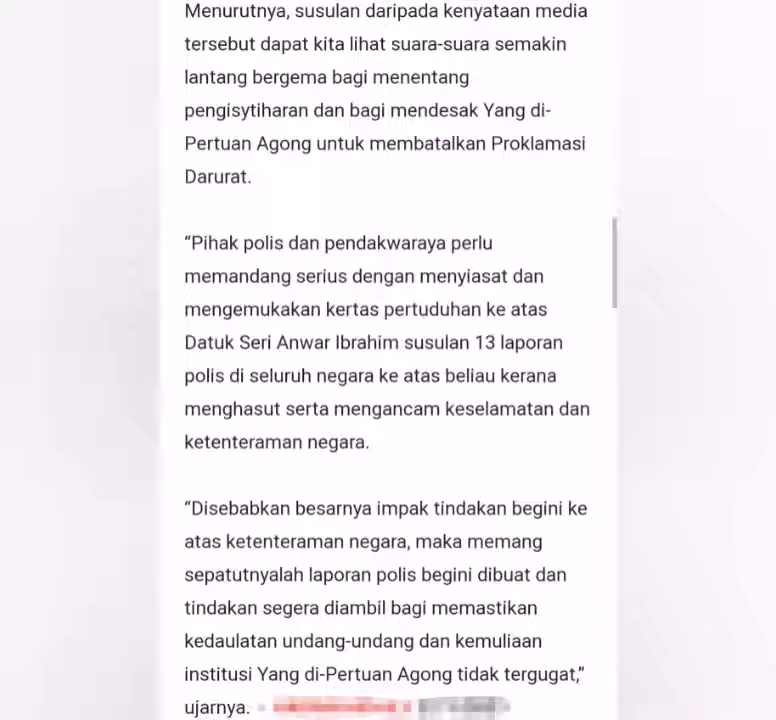 Menurutnya, susulan daripada kenyataan media
tersebut dapat kita lihat suara-suara semakin
lantang bergema bagi menentang
pengisytiharan dan bagi mendesak Yang di-
Pertuan Agong untuk membatalkan Proklamasi
Darurat.
“Pihak polis dan pendakwaraya perlu
memandang serius dengan menyiasat dan
mengemukakan kertas pertuduhan ke atas
Datuk Seri Anwar Ibrahim susulan 13 laporan
polis di seluruh negara ke atas beliau kerana
menghasut serta mengancam keselamatan dan
ketenteraman negara.
“Disebabkan besarnya impak tindakan begini ke
atas ketenteraman negara, maka memang
sepatutnyalah laporan polis begini dibuat dan
tindakan segera diambil bagi memastikan
kedaulatan undang-undang dan kemuliaan
institusi Yang di-Pertuan Agong tidak tergugat,”
ujarnya.